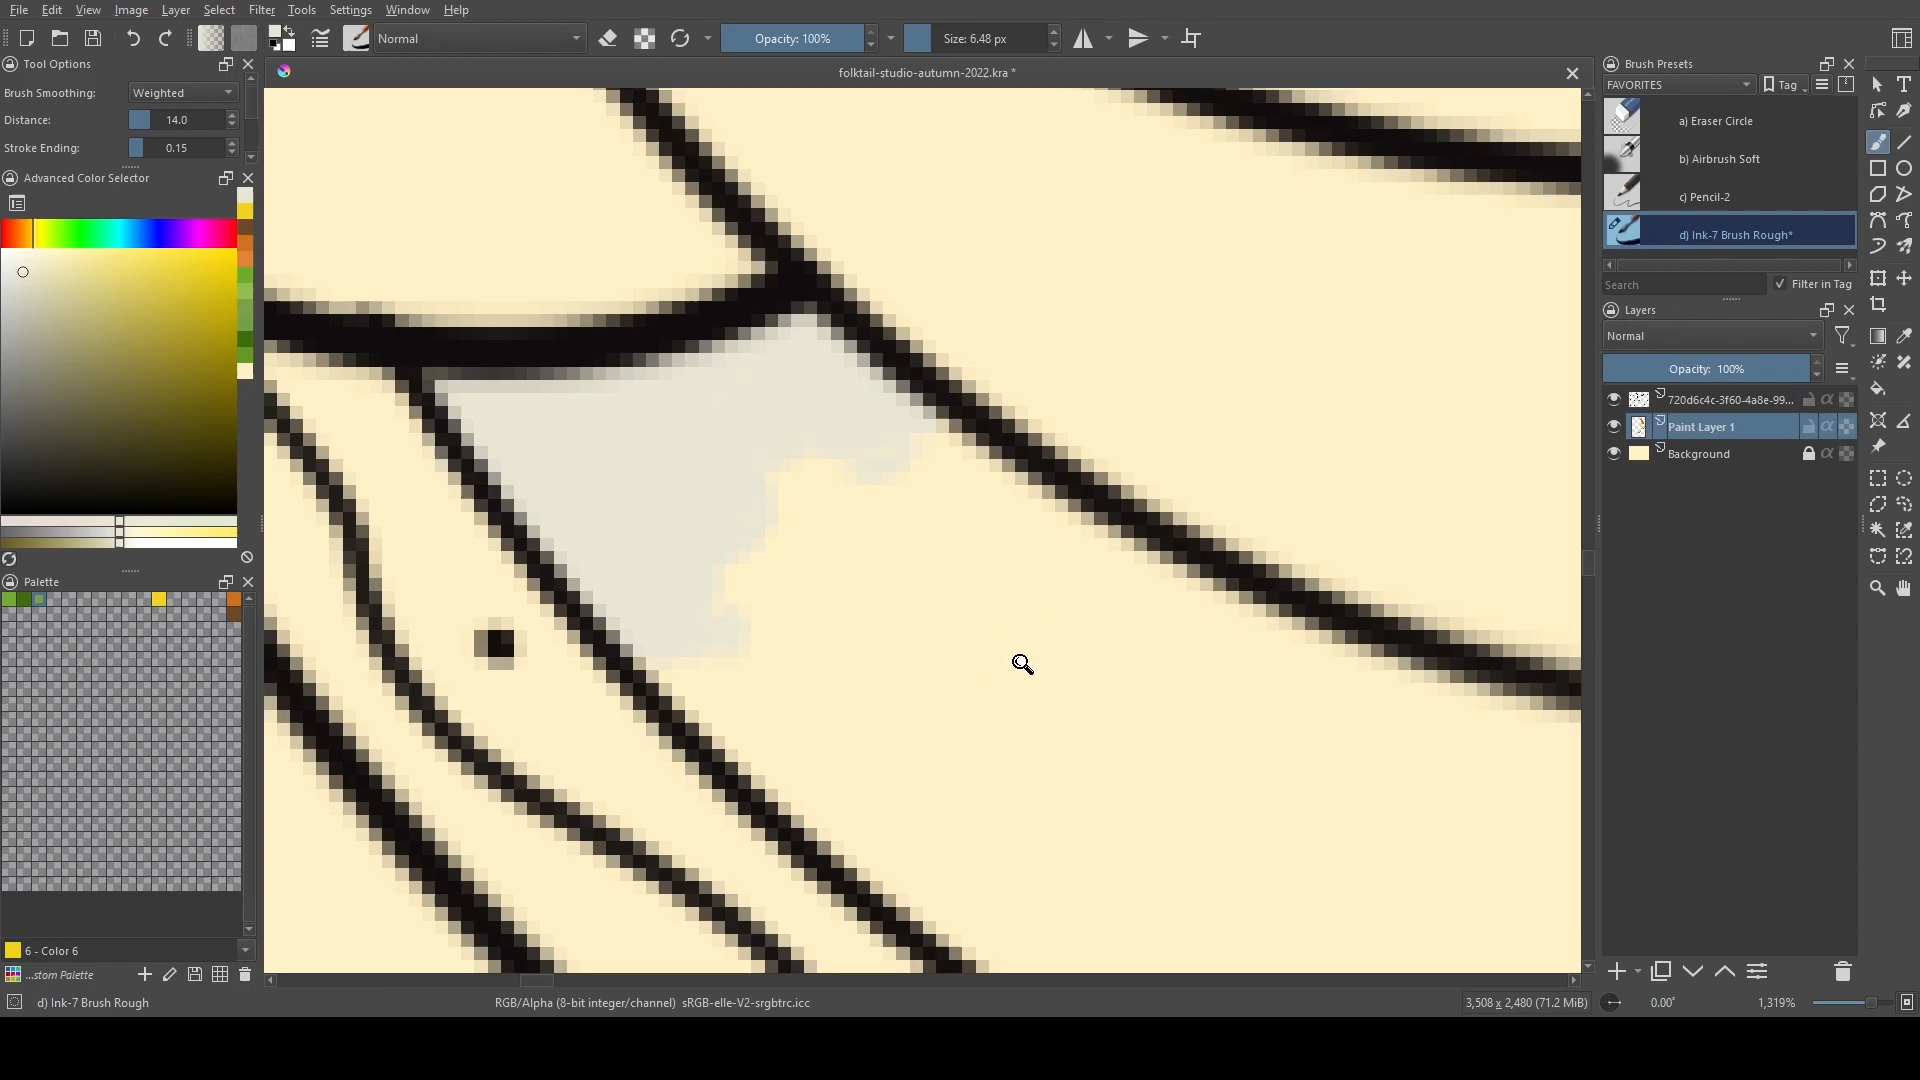 File Edit View Image Layer Select Filter Tools Settings Window Help
Normal Opacity: 100% Size: 6.48 px
Tool Options
Brush Smoothing: Weighted
Distance: 14.0
Stroke Ending: 0.15
Advanced Color Selector
Palette
6 - Color 6
...stom Palette
folktail-studio-autumn-2022.kra *
Brush Presets
FAVORITES Tag
a) Eraser Circle
b) Airbrush Soft
c) Pencil-2
d) Ink-7 Brush Rough*
Search Filter in Tag
Layers
Normal
Opacity: 100%
720d6c4c-3f60-4a8e-99...
Paint Layer 1
Background
d) Ink-7 Brush Rough RGB/Alpha (8-bit integer/channel) sRGB-elle-V2-srgbtrc.icc 3,508 x 2,480 (71.2 MiB) 0.00° 1,319%